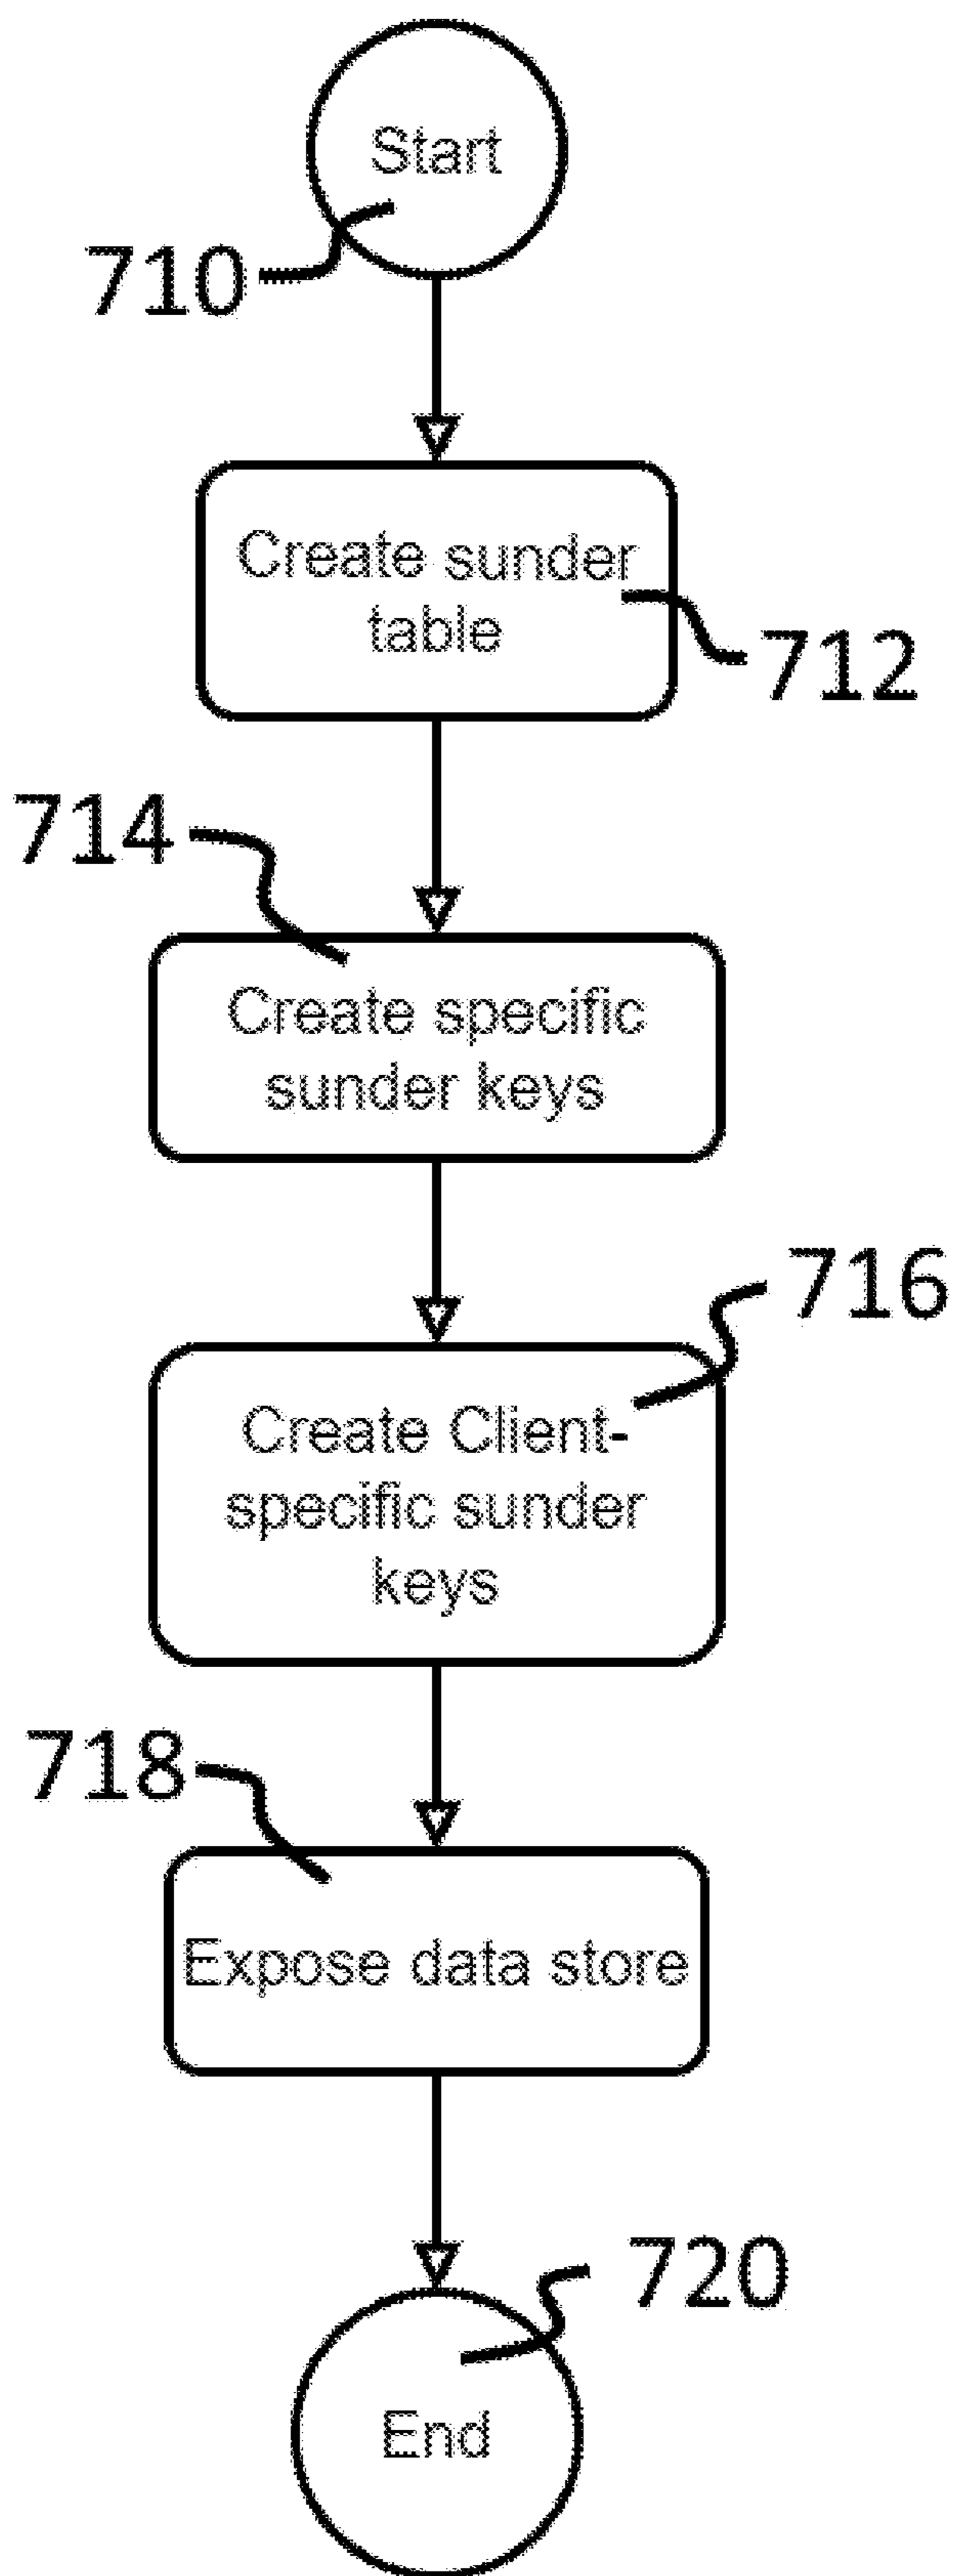 Start
710
Create sunder
table
712
714
Create specific
sunder keys
716
Create Client-
specific sunder
keys
718
Expose data store
720
End